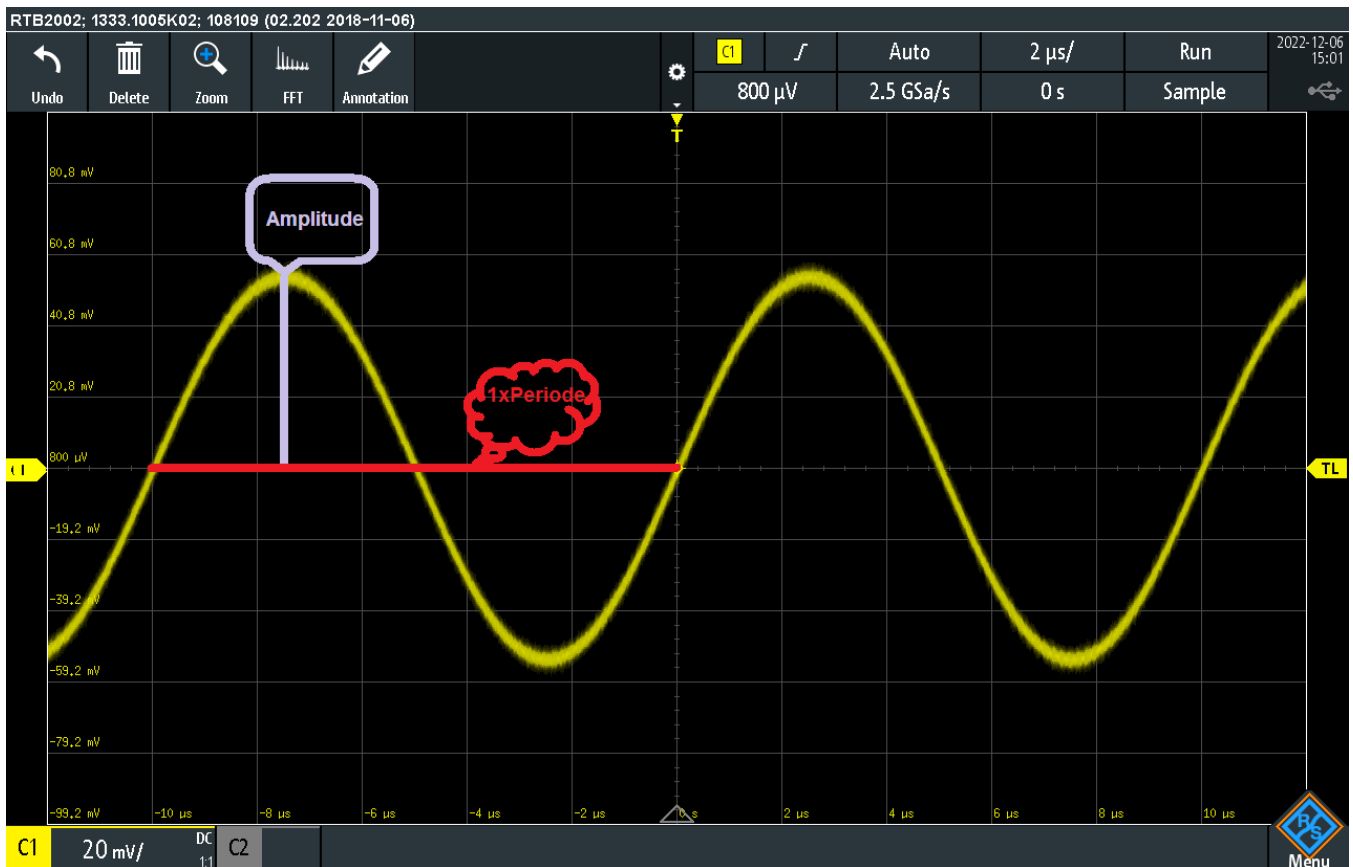 RTB2002; 1333.1005K02; 108109 (02.202 2018-11-06)
Undo Delete Zoom FFT Annotation
C1 Auto 2 µs/ Run
800 µV 2.5 GSa/s 0 s Sample
2022-12-06
15:01
T
80.8 mV
Amplitude
60.8 mV
40.8 mV
20.8 mV
1xPeriode
800 µV
TL
-19.2 mV
-39.2 mV
-59.2 mV
-79.2 mV
-99.2 mV -10 µs -8 µs -6 µs -4 µs -2 µs 0 s 2 µs 4 µs 6 µs 8 µs 10 µs
C1 20 mV/ DC
1:1
C2
R&S
Menu